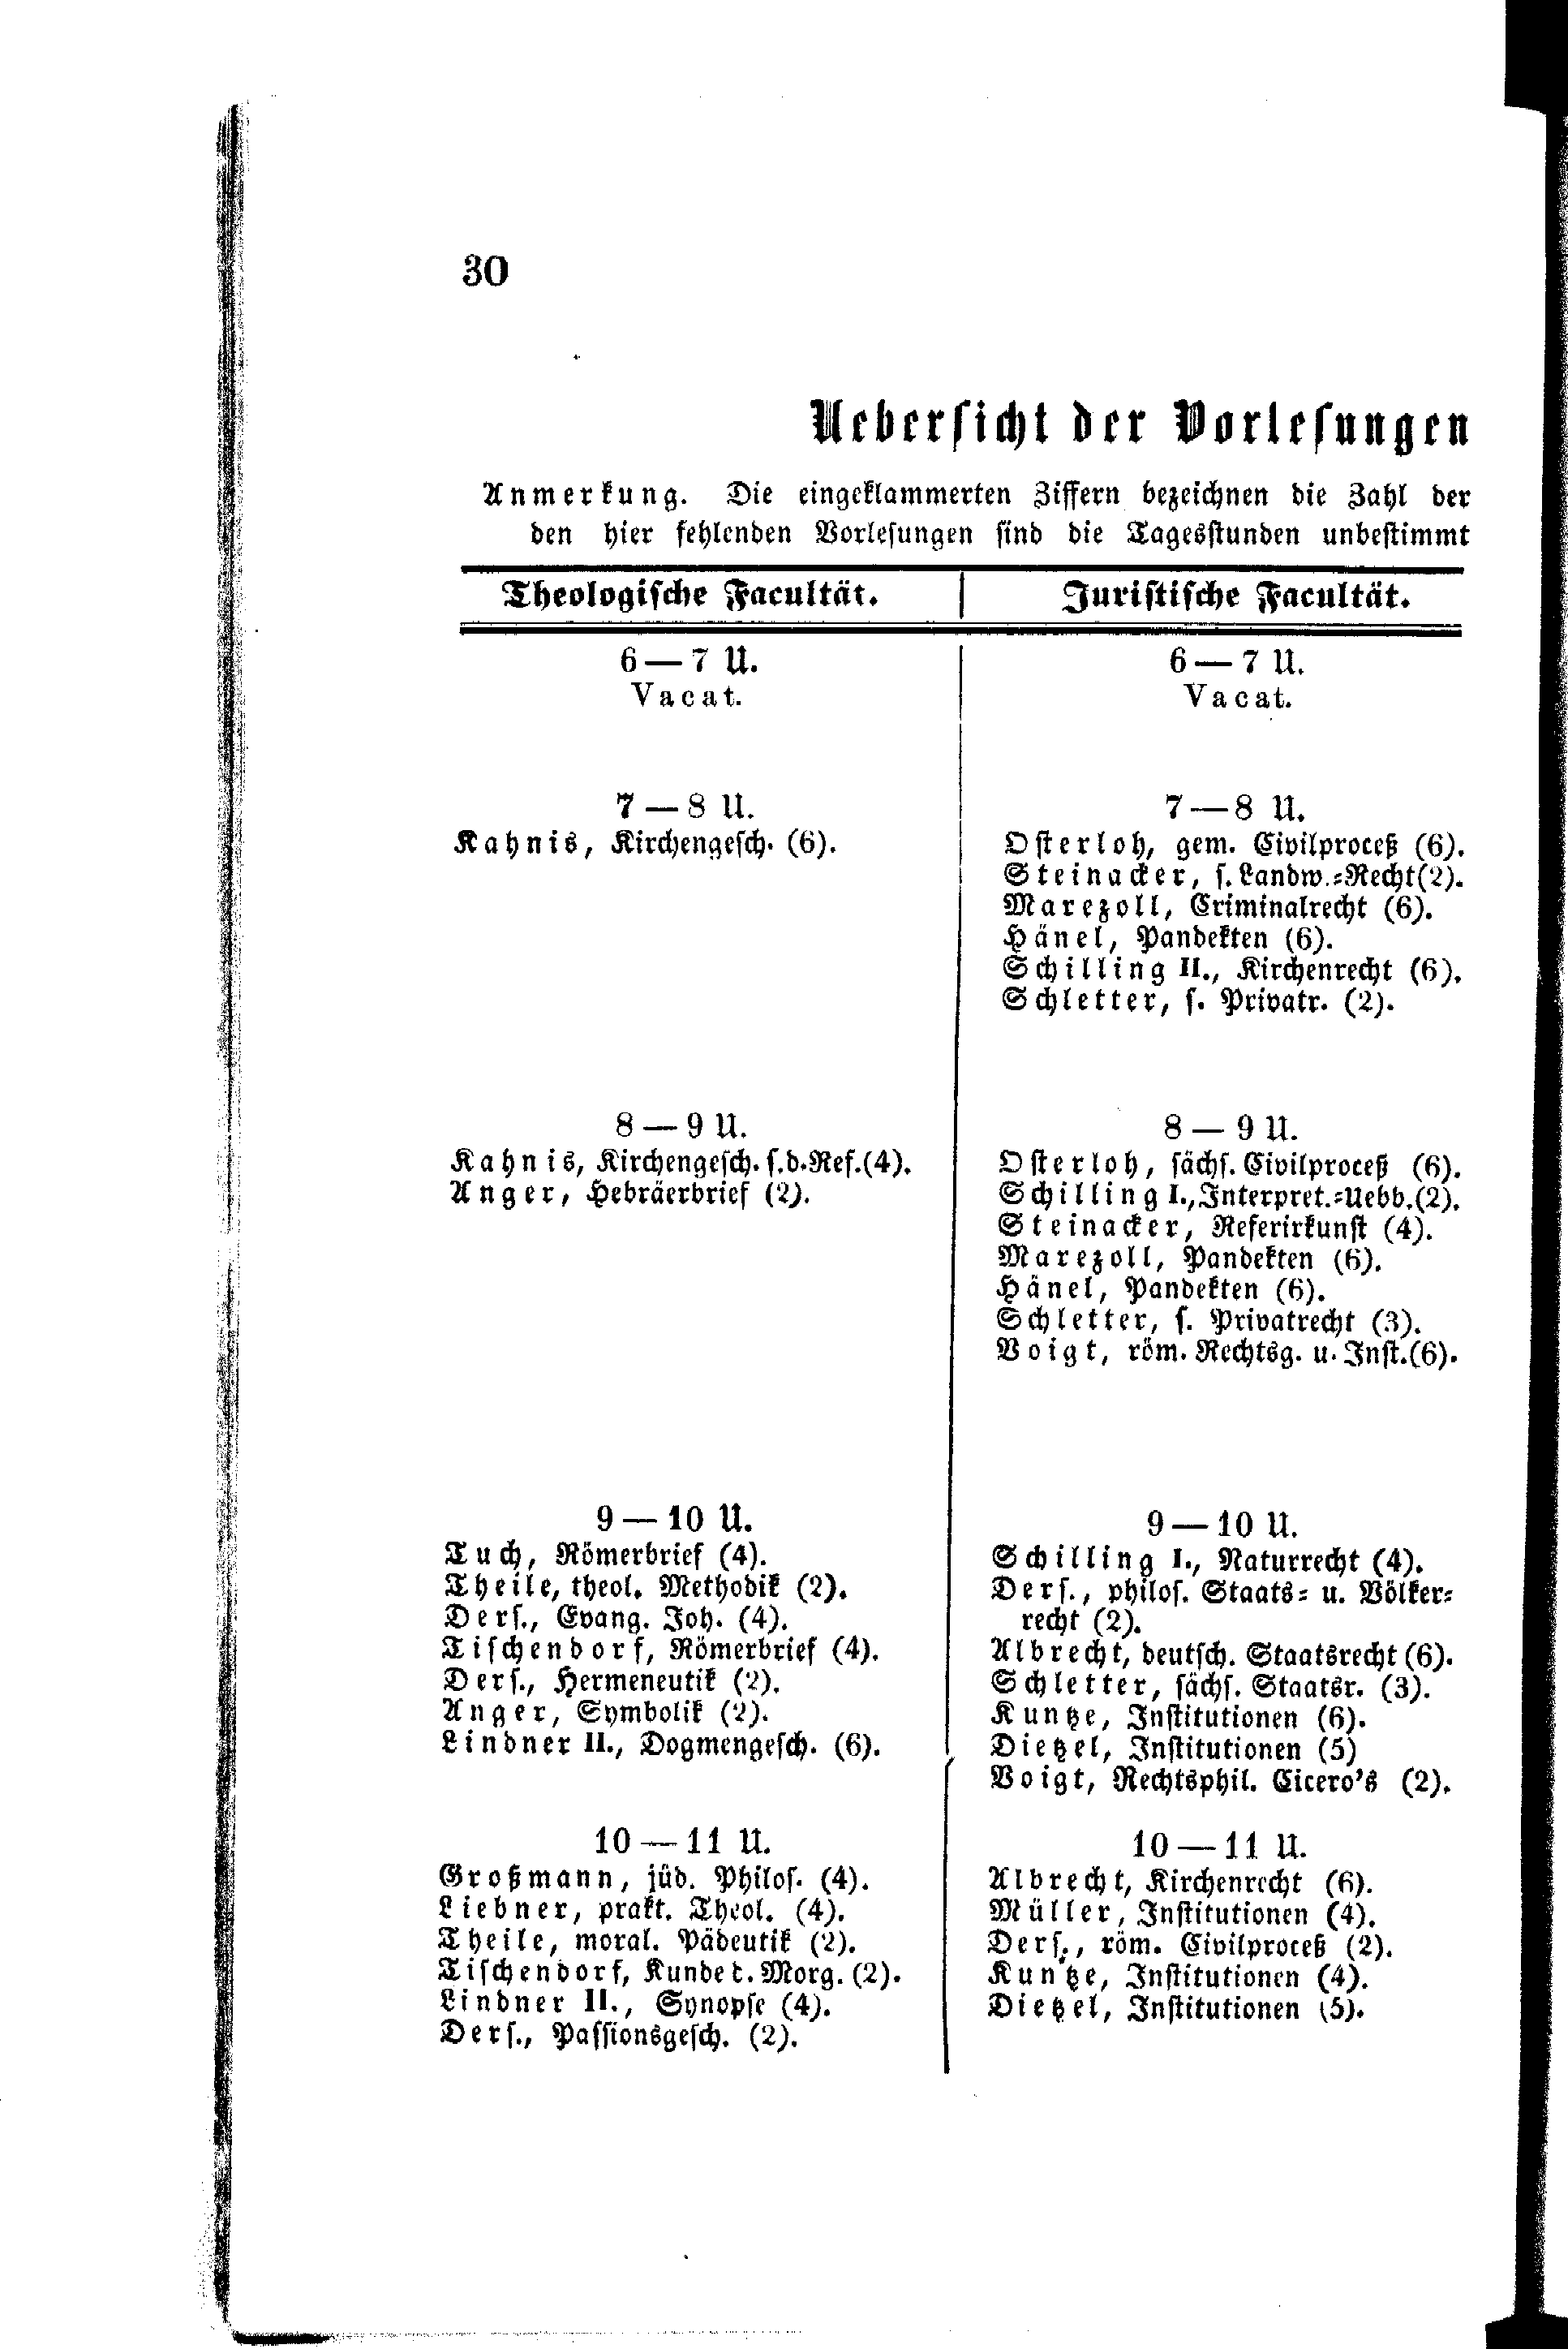 30
Uebersicht der Vorlesungen
Anmerkung. Die eingeklammerten Ziffern bezeichnen die Zahl der
den hier fehlenden Vorlesungen sind die Tagesstunden unbestimmt
Theologische Facultät.
6 — 7 U.
Vacat.
7 — 8 U.
Kahnis, Kirchengesch. (6).
8 — 9 U.
Kahnis, Kirchengesch. s.d.Ref.(4).
Anger, Hebräerbrief (2).
9 — 10 U.
Tuch, Römerbrief (4).
Theile, theol. Methodik (2).
Ders., Evang. Joh. (4).
Tischendorf, Römerbrief (4).
Ders., Hermeneutik (2).
Anger, Symbolik (2).
Lindner II., Dogmengesch. (6).
10 — 11 U.
Großmann, jüd. Philos. (4).
Liebner, prakt. Theol. (4).
Theile, moral. Pädeutik (2).
Tischendorf, Kunde d. Morg. (2).
Lindner II., Synopse (4).
Ders., Passionsgesch. (2).
Juristische Facultät.
6 — 7 U.
Vacat.
7 — 8 U.
Osterloh, gem. Civilproceß (6).
Steinacker, s. Landw.-Recht(2).
Marezoll, Criminalrecht (6).
Hänel, Pandekten (6).
Schilling II., Kirchenrecht (6).
Schletter, s. Privatr. (2).
8 — 9 U.
Osterloh, sächs. Civilproceß (6).
Schilling I., Interpret.-Uebb.(2).
Steinacker, Referirkunst (4).
Marezoll, Pandekten (6).
Hänel, Pandekten (6).
Schletter, s. Privatrecht (3).
Voigt, röm. Rechtsg. u. Inst.(6).
9 — 10 U.
Schilling I., Naturrecht (4).
Ders., philos. Staats- u. Völker-
recht (2).
Albrecht, deutsch. Staatsrecht (6).
Schletter, sächs. Staatsr. (3).
Kuntze, Institutionen (6).
Dietzel, Institutionen (5)
Voigt, Rechtsphil. Cicero's (2).
10 — 11 U.
Albrecht, Kirchenrecht (6).
Müller, Institutionen (4).
Ders., röm. Civilproceß (2).
Kuntze, Institutionen (4).
Dietzel, Institutionen (5).